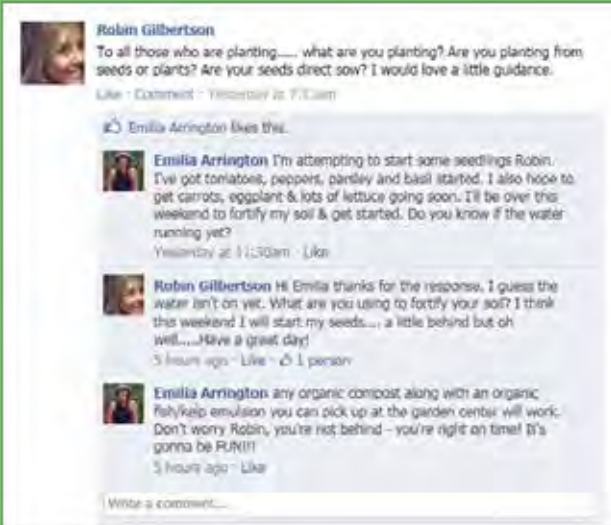 Robin Gilbertson
To all those who are planting..... what are you planting? Are you planting from
seeds or plants? Are your seeds direct sow? I would love a little guidance.
Like · Comment · Yesterday at
Emilia Arrington likes this.
Emilia Arrington I'm attempting to start some seedlings Robin.
I've got tomatoes, peppers, parsley and basil started. I also hope to
get carrots, eggplant & lots of lettuce going soon. I'll be over this
weekend to fortify my soil & get started. Do you know if the water
running yet?
Yesterday at 11:30am · Like
Robin Gilbertson Hi Emilia thanks for the response. I guess the
water isn't on yet. What are you using to fortify your soil? I think
this weekend I will start my seeds.... a little behind but oh
well.....Have a great day!
5 hours ago · Like · 1 person
Emilia Arrington any organic compost along with an organic
fish/kelp emulsion you can pick up at the garden center will work.
Don't worry Robin, you're not behind - you're right on time! It's
gonna be FUN!!!
5 hours ago · Like
Write a comment...